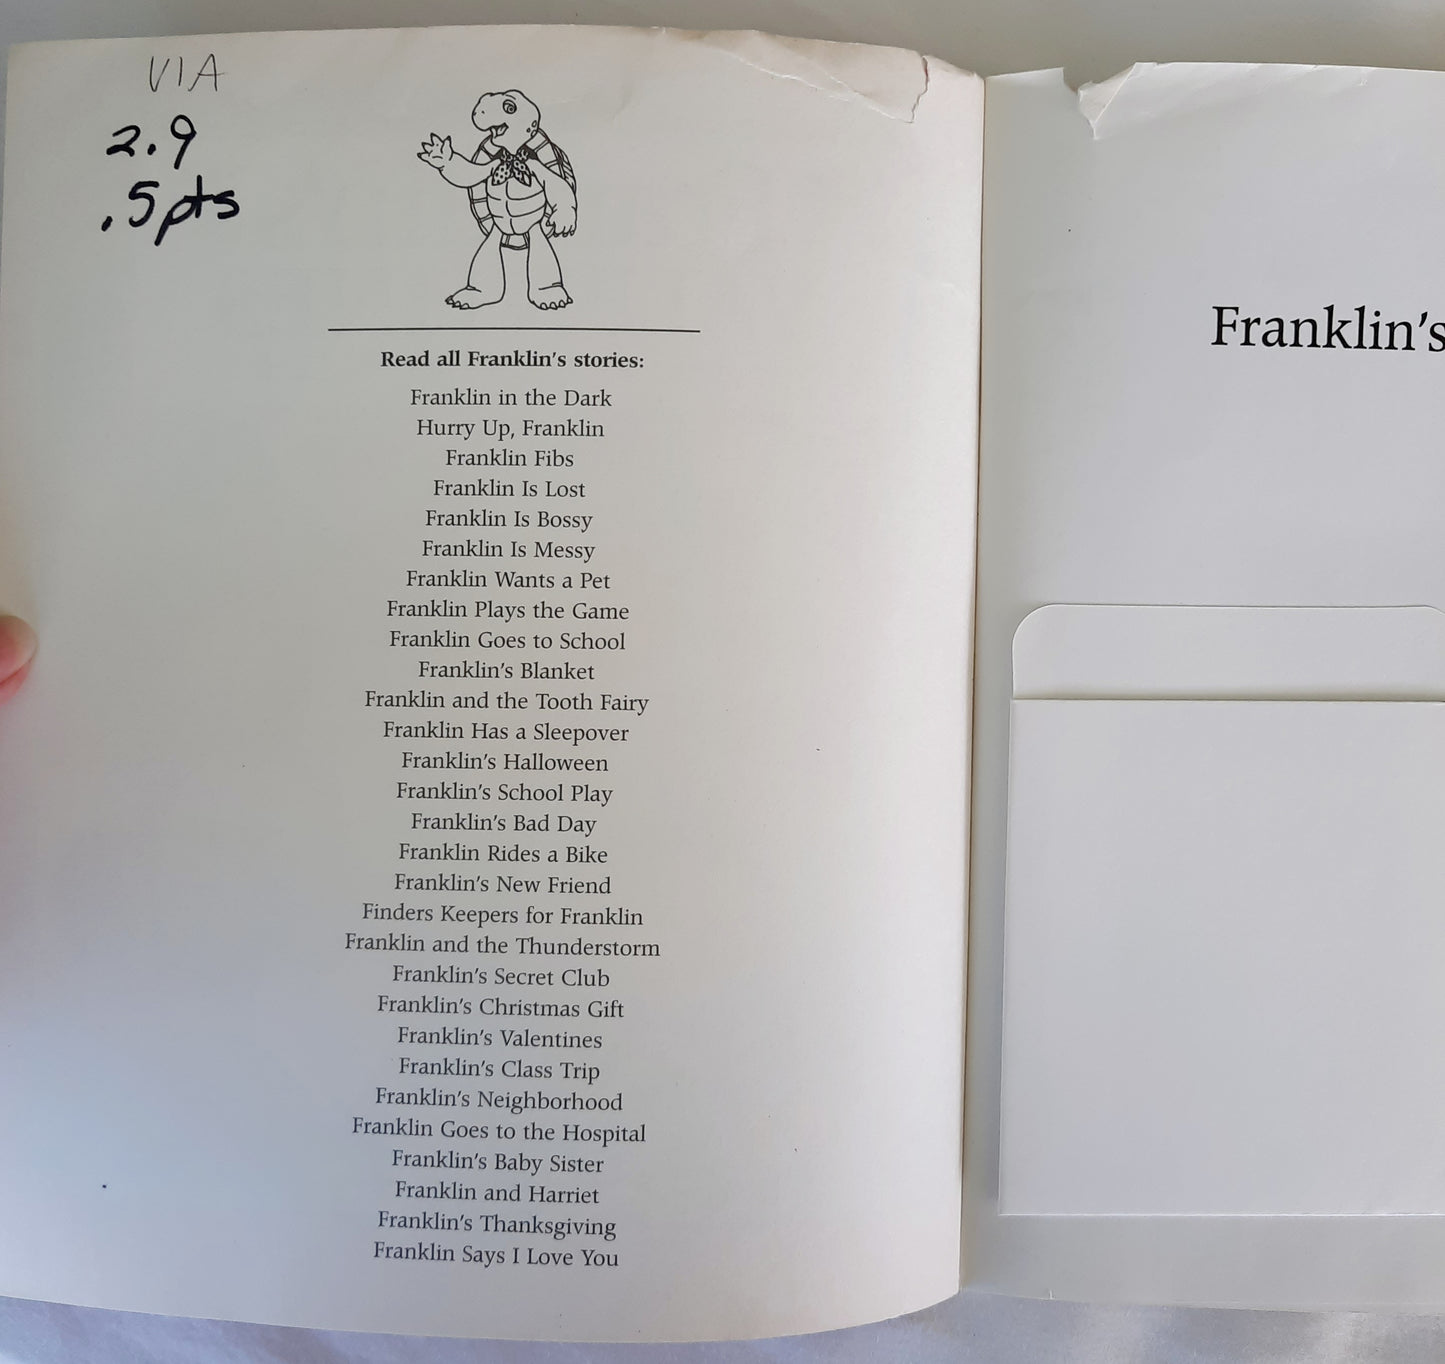 VIA
2.9
.5pts
Read all Franklin's stories:
Franklin in the Dark
Hurry Up, Franklin
Franklin Fibs
Franklin Is Lost
Franklin Is Bossy
Franklin Is Messy
Franklin Wants a Pet
Franklin Plays the Game
Franklin Goes to School
Franklin's Blanket
Franklin and the Tooth Fairy
Franklin Has a Sleepover
Franklin's Halloween
Franklin's School Play
Franklin's Bad Day
Franklin Rides a Bike
Franklin's New Friend
Finders Keepers for Franklin
Franklin and the Thunderstorm
Franklin's Secret Club
Franklin's Christmas Gift
Franklin's Valentines
Franklin's Class Trip
Franklin's Neighborhood
Franklin Goes to the Hospital
Franklin's Baby Sister
Franklin and Harriet
Franklin's Thanksgiving
Franklin Says I Love You
Franklin's